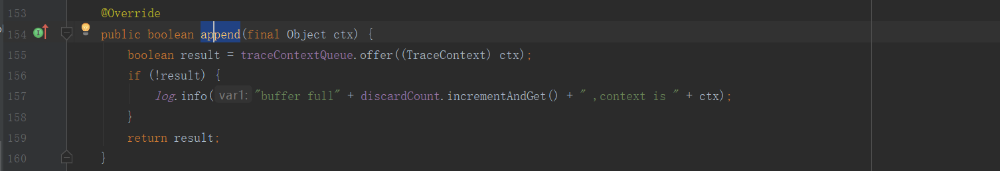 153 @Override
154 public boolean append(final Object ctx) {
155 boolean result = traceContextQueue.offer((TraceContext) ctx);
156 if (!result) {
157 log.info( var1: "buffer full" + discardCount.incrementAndGet() + " ,context is " + ctx);
158 }
159 return result;
160 }